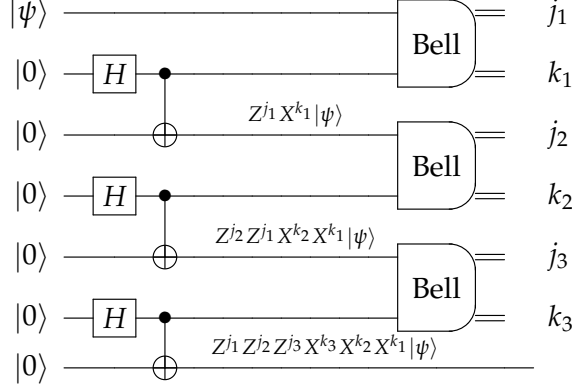 |ψ⟩ j₁
|0⟩ H Bell k₁
|0⟩ Z^{j₁}X^{k₁}|ψ⟩ j₂
|0⟩ H Bell k₂
|0⟩ Z^{j₂}Z^{j₁}X^{k₂}X^{k₁}|ψ⟩ j₃
|0⟩ H Bell k₃
|0⟩ Z^{j₁}Z^{j₂}Z^{j₃}X^{k₃}X^{k₂}X^{k₁}|ψ⟩